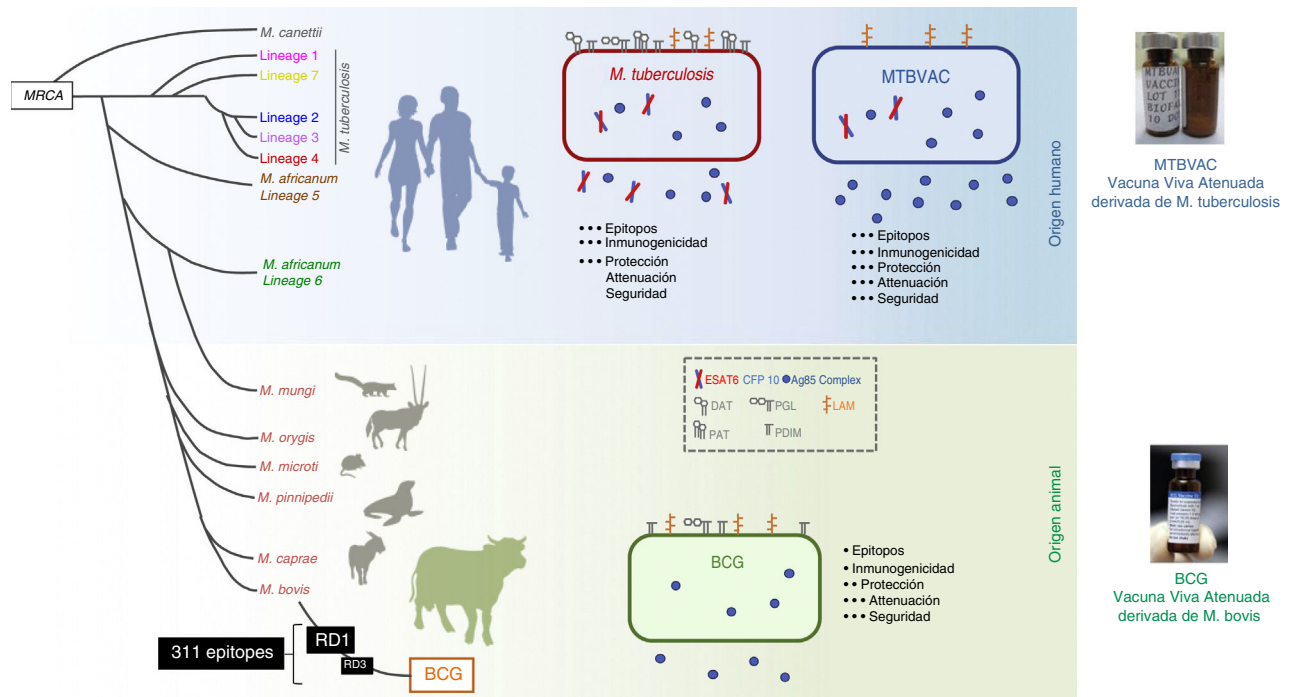 M. canettii
Lineage 1
Lineage 7
MRCA
Lineage 2
Lineage 3
Lineage 4
M. tuberculosis
M. africanum
Lineage 5
M. africanum
Lineage 6
M. tuberculosis
••• Epitopos
••• Inmunogenicidad
••• Protección
Attenuación
Seguridad
MTBVAC
••• Epitopos
••• Inmunogenicidad
••• Protección
••• Attenuación
••• Seguridad
Origen humano
MTBVAC
Vacuna Viva Atenuada
derivada de M. tuberculosis
M. mungi
M. orygis
M. microti
M. pinnipedii
M. caprae
M. bovis
311 epitopes
RD1
RD3
BCG
ESAT6 CFP 10 Ag85 Complex
DAT PGL LAM
PAT PDIM
BCG
• Epitopos
• Inmunogenicidad
•• Protección
••• Attenuación
••• Seguridad
Origen animal
BCG
Vacuna Viva Atenuada
derivada de M. bovis